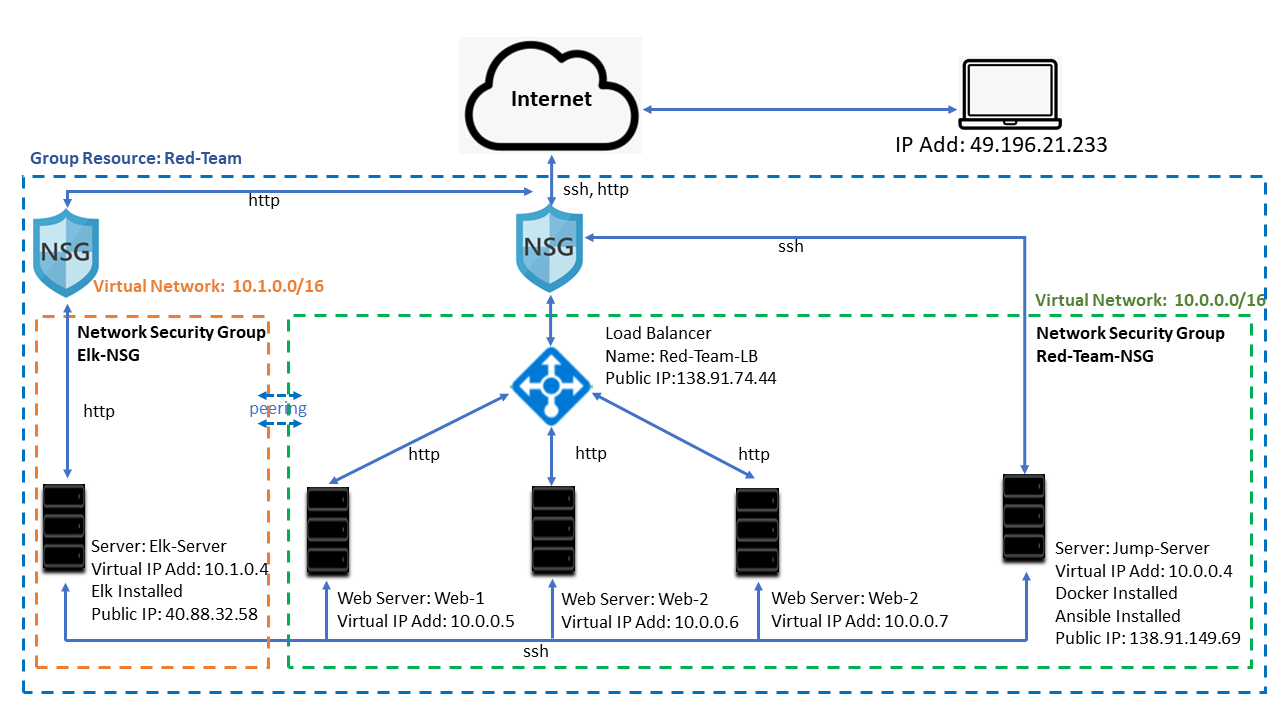 Internet
IP Add: 49.196.21.233
Group Resource: Red-Team
http
ssh, http
NSG
NSG
ssh
Virtual Network:  10.1.0.0/16
Virtual Network:  10.0.0.0/16
Network Security Group
Elk-NSG
Load Balancer
Name: Red-Team-LB
Public IP:138.91.74.44
Network Security Group
Red-Team-NSG
peering
http
http
http
http
Server: Elk-Server
Virtual IP Add: 10.1.0.4
Elk Installed
Public IP: 40.88.32.58
Web Server: Web-1
Virtual IP Add: 10.0.0.5
Web Server: Web-2
Virtual IP Add: 10.0.0.6
Web Server: Web-2
Virtual IP Add: 10.0.0.7
Server: Jump-Server
Virtual IP Add: 10.0.0.4
Docker Installed
Ansible Installed
Public IP: 138.91.149.69
ssh